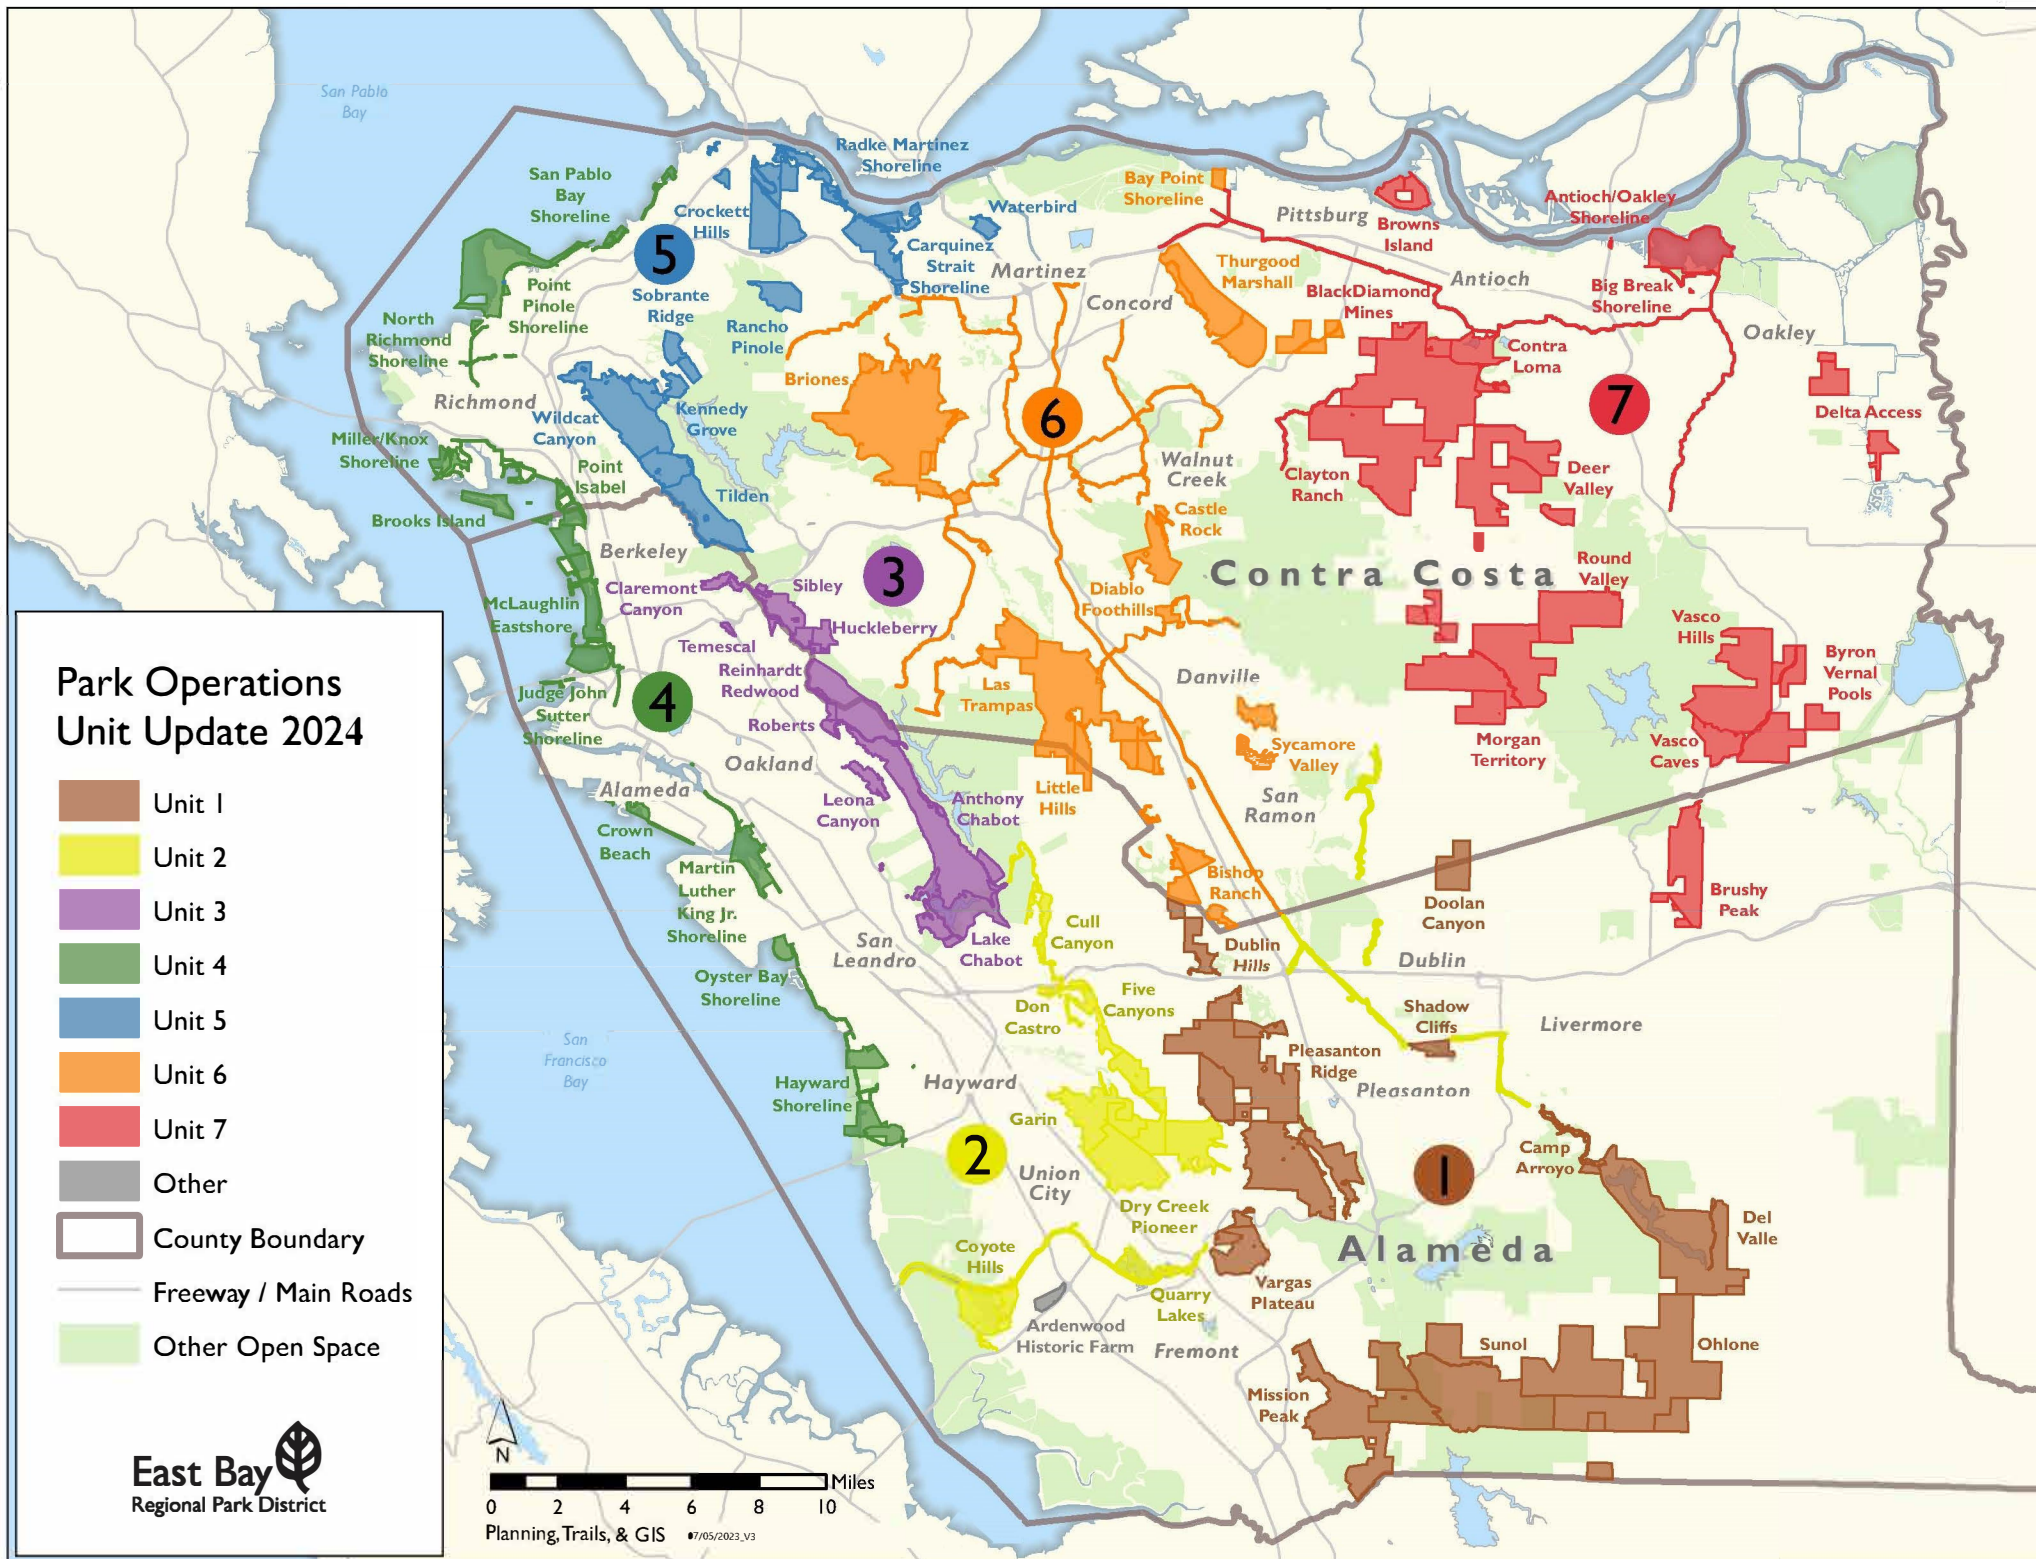 San Pablo
Bay
Radke Martinez
Shoreline
San Pablo
Bay
Shoreline
Crockett
Hills
Waterbird
Bay Point
Shoreline
Pittsburg
Browns
Island
Antioch/Oakley
Shoreline
5
Carquinez
Strait
Shoreline
Martinez
Concord
Thurgood
Marshall
BlackDiamond
Mines
Antioch
Big Break
Shoreline
Oakley
Point
Pinole
Shoreline
Sobrante
Ridge
Rancho
Pinole
North
Richmond
Shoreline
Contra
Loma
Briones
6
7
Delta Access
Richmond
Wildcat
Canyon
Kennedy
Grove
Miller/Knox
Shoreline
Point
Isabel
Tilden
Walnut
Creek
Clayton
Ranch
Deer
Valley
Brooks Island
Castle
Rock
Berkeley
3
Contra Costa
Round
Valley
Claremont
Canyon
Sibley
Diablo
Foothills
McLaughlin
Eastshore
Huckleberry
Temescal
Vasco
Hills
Byron
Vernal
Pools
Reinhardt
Redwood
Las
Trampas
Danville
Judge John
Sutter
Shoreline
4
Roberts
Morgan
Territory
Vasco
Caves
Sycamore
Valley
Oakland
Alameda
Leona
Canyon
Anthony
Chabot
Little
Hills
San
Ramon
Crown
Beach
Martin
Luther
King Jr.
Shoreline
Bishop
Ranch
Doolan
Canyon
Brushy
Peak
San
Leandro
Lake
Chabot
Cull
Canyon
Dublin
Hills
Dublin
Oyster Bay
Shoreline
Don
Castro
Five
Canyons
Shadow
Cliffs
Livermore
San
Francisco
Bay
Hayward
Shoreline
Hayward
Pleasanton
Ridge
Pleasanton
Garin
2
Union
City
1
Camp
Arroyo
Dry Creek
Pioneer
Del
Valle
Coyote
Hills
Alameda
Vargas
Plateau
Quarry
Lakes
Ardenwood
Historic Farm
Fremont
Sunol
Ohlone
Mission
Peak
Park Operations
Unit Update 2024
Unit 1
Unit 2
Unit 3
Unit 4
Unit 5
Unit 6
Unit 7
Other
County Boundary
Freeway / Main Roads
Other Open Space
East Bay
Regional Park District
N
Miles
0 2 4 6 8 10
Planning, Trails, & GIS 07/05/2023_V3